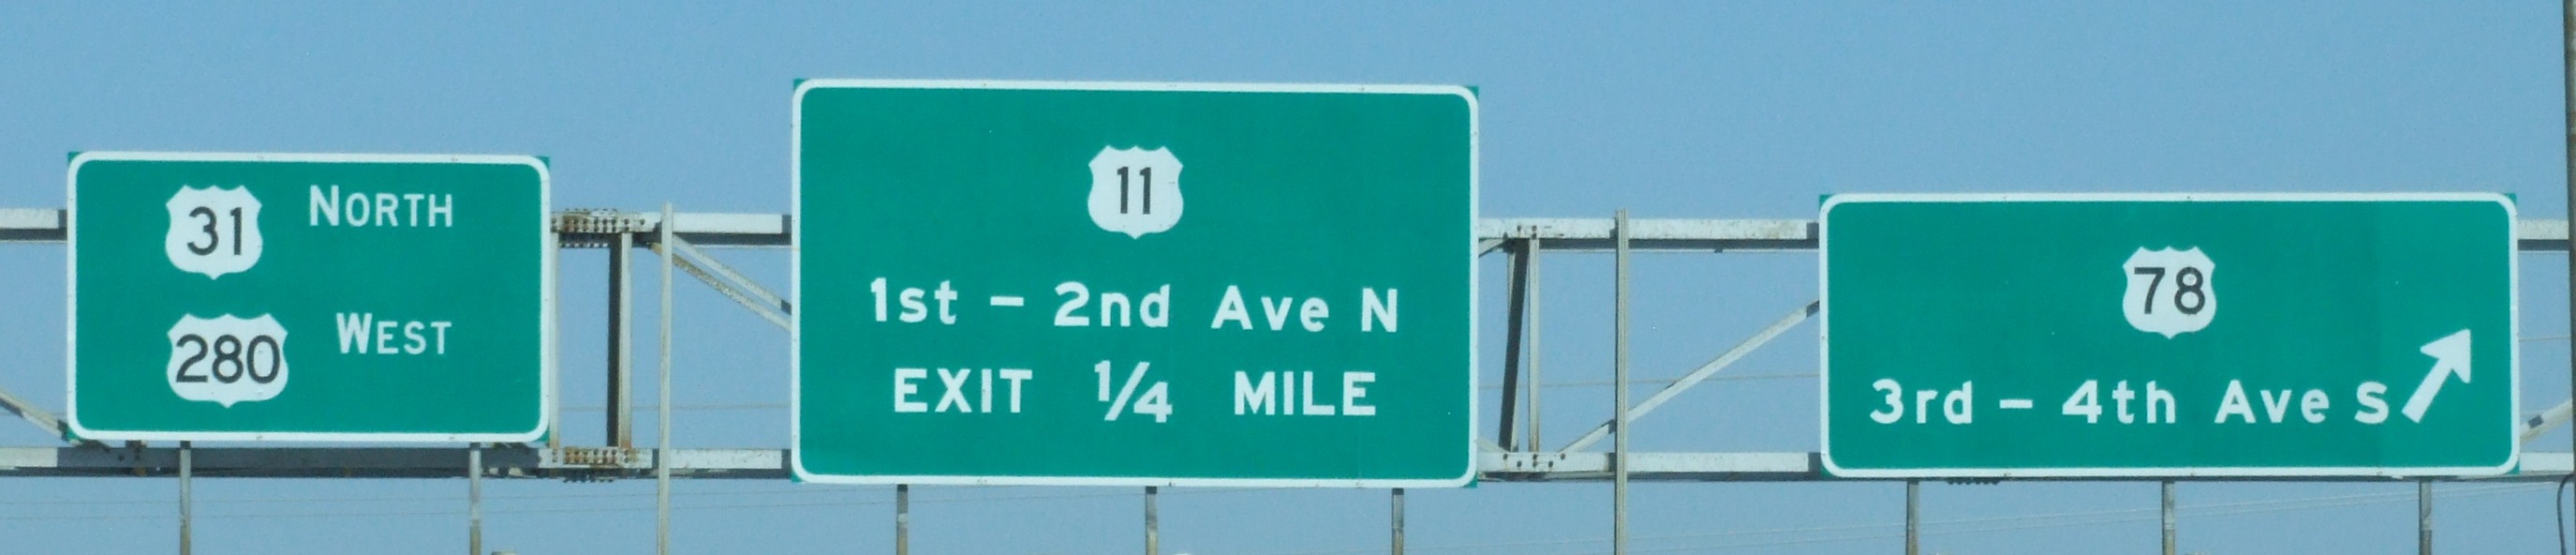 31 NORTH
280 WEST
11
1st - 2nd Ave N
EXIT 1/4 MILE
78
3rd - 4th Ave S